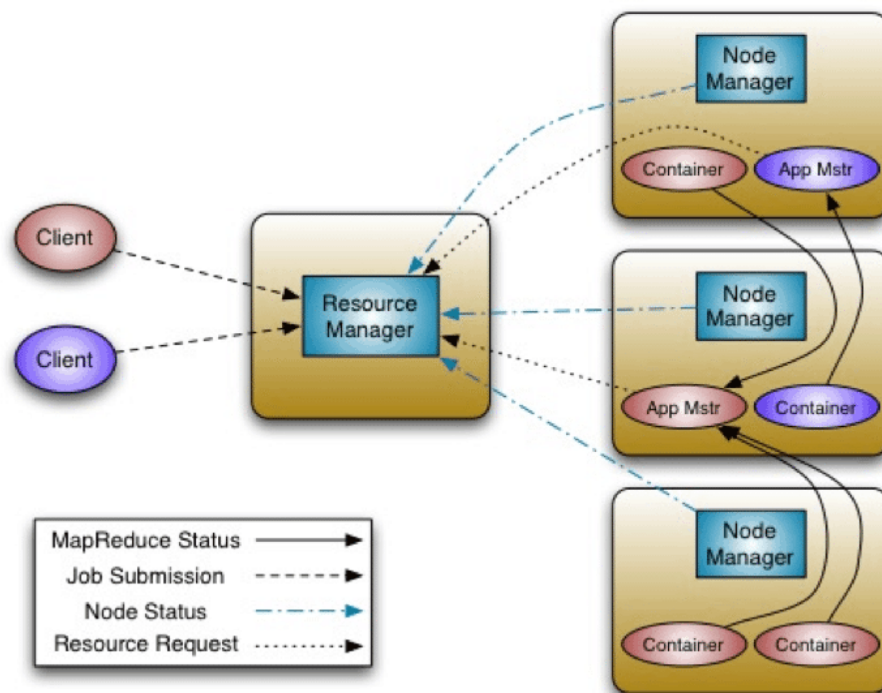 Node
Manager
Container
App Mstr
Client
Client
Resource
Manager
Node
Manager
App Mstr
Container
Node
Manager
Container
Container
MapReduce Status
Job Submission
Node Status
Resource Request